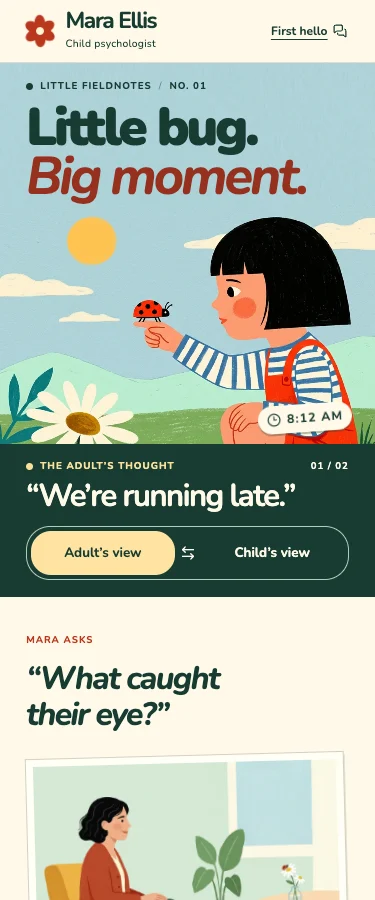 Mara Ellis
Child psychologist
First hello
LITTLE FIELDNOTES / NO. 01
Little bug.
Big moment.
8:12 AM
THE ADULT'S THOUGHT
01 / 02
“We’re running late.”
Adult’s view
Child’s view
MARA ASKS
“What caught
their eye?”